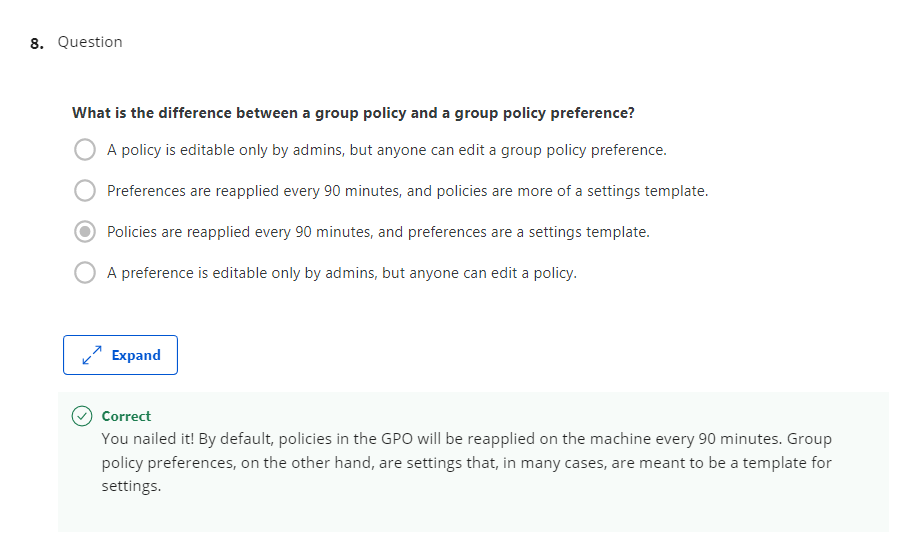 8. Question
What is the difference between a group policy and a group policy preference?
A policy is editable only by admins, but anyone can edit a group policy preference.
Preferences are reapplied every 90 minutes, and policies are more of a settings template.
Policies are reapplied every 90 minutes, and preferences are a settings template.
A preference is editable only by admins, but anyone can edit a policy.
Expand
Correct
You nailed it! By default, policies in the GPO will be reapplied on the machine every 90 minutes. Group
policy preferences, on the other hand, are settings that, in many cases, are meant to be a template for
settings.